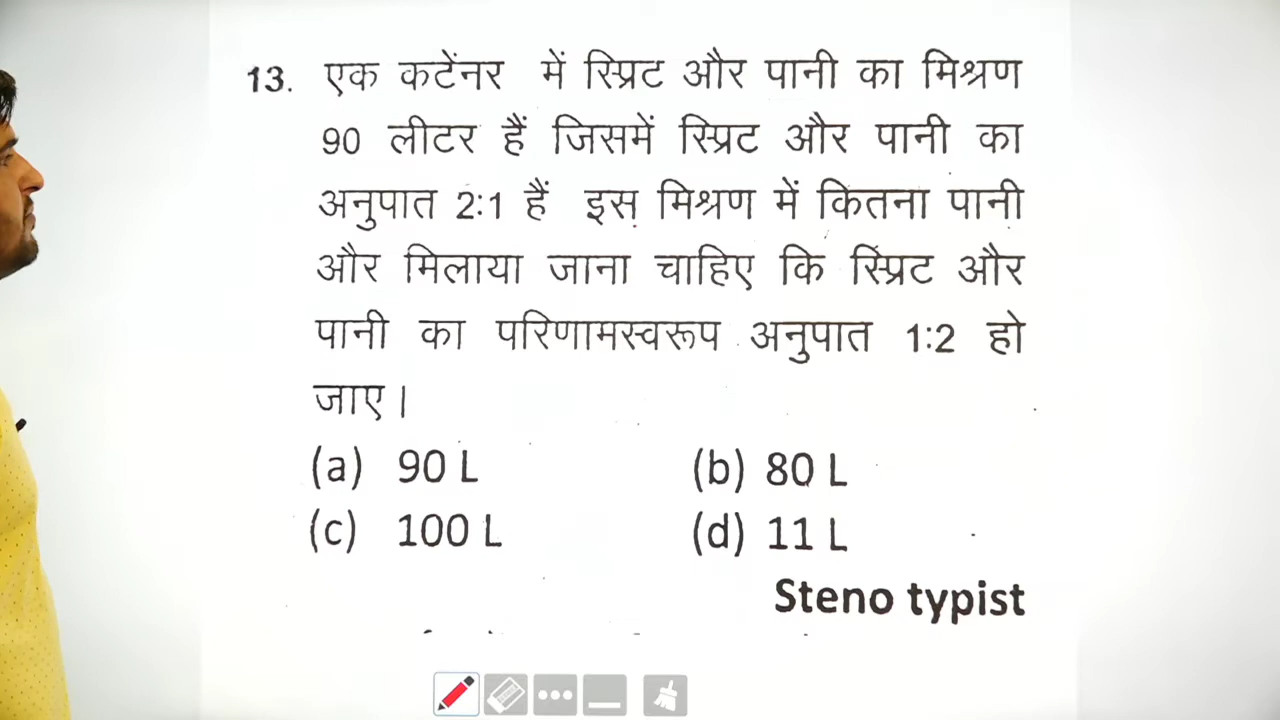 13. एक कटेंनर में स्प्रिट और पानी का मिश्रण
90 लीटर हैं जिसमें स्प्रिट और पानी का
अनुपात 2:1 हैं इस मिश्रण में कितना पानी
और मिलाया जाना चाहिए कि स्प्रिट और
पानी का परिणामस्वरूप अनुपात 1:2 हो
जाए।
(a) 90 L (b) 80 L
(c) 100 L (d) 11 L
Steno typist